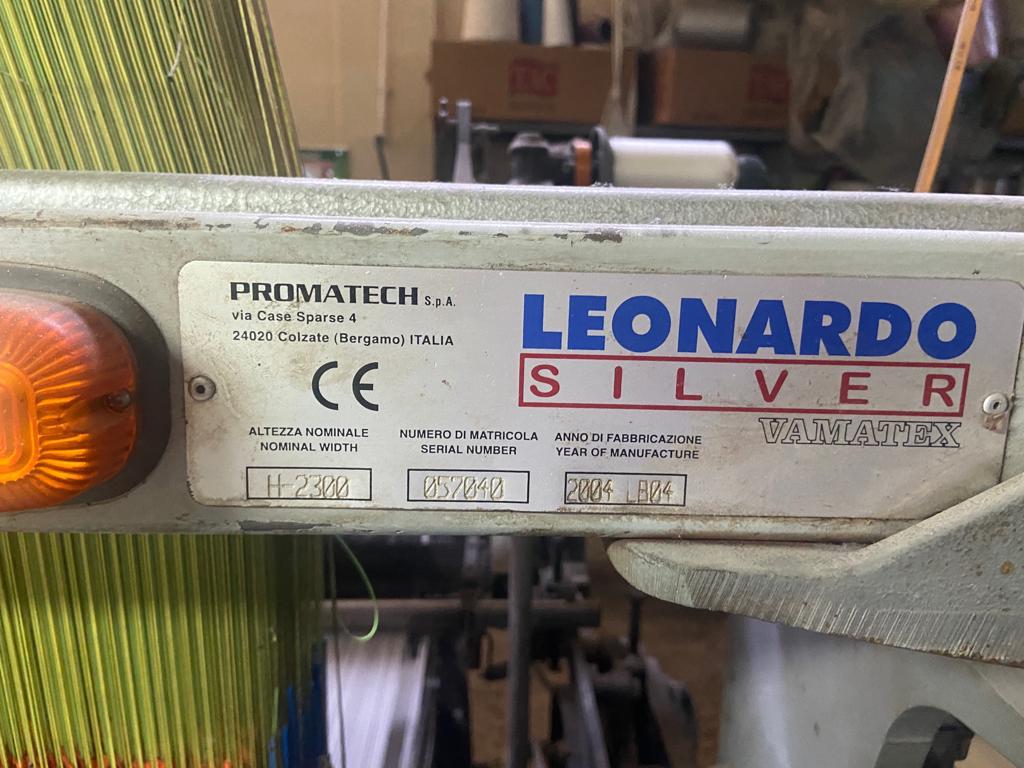 PROMATECH S.p.A.
via Case Sparse 4
24020 Colzate (Bergamo) ITALIA
CE
LEONARDO
SILVER
VAMATEX
ALTEZZA NOMINALE
NOMINAL WIDTH
H-2300
NUMERO DI MATRICOLA
SERIAL NUMBER
057040
ANNO DI FABBRICAZIONE
YEAR OF MANUFACTURE
2004 LB04